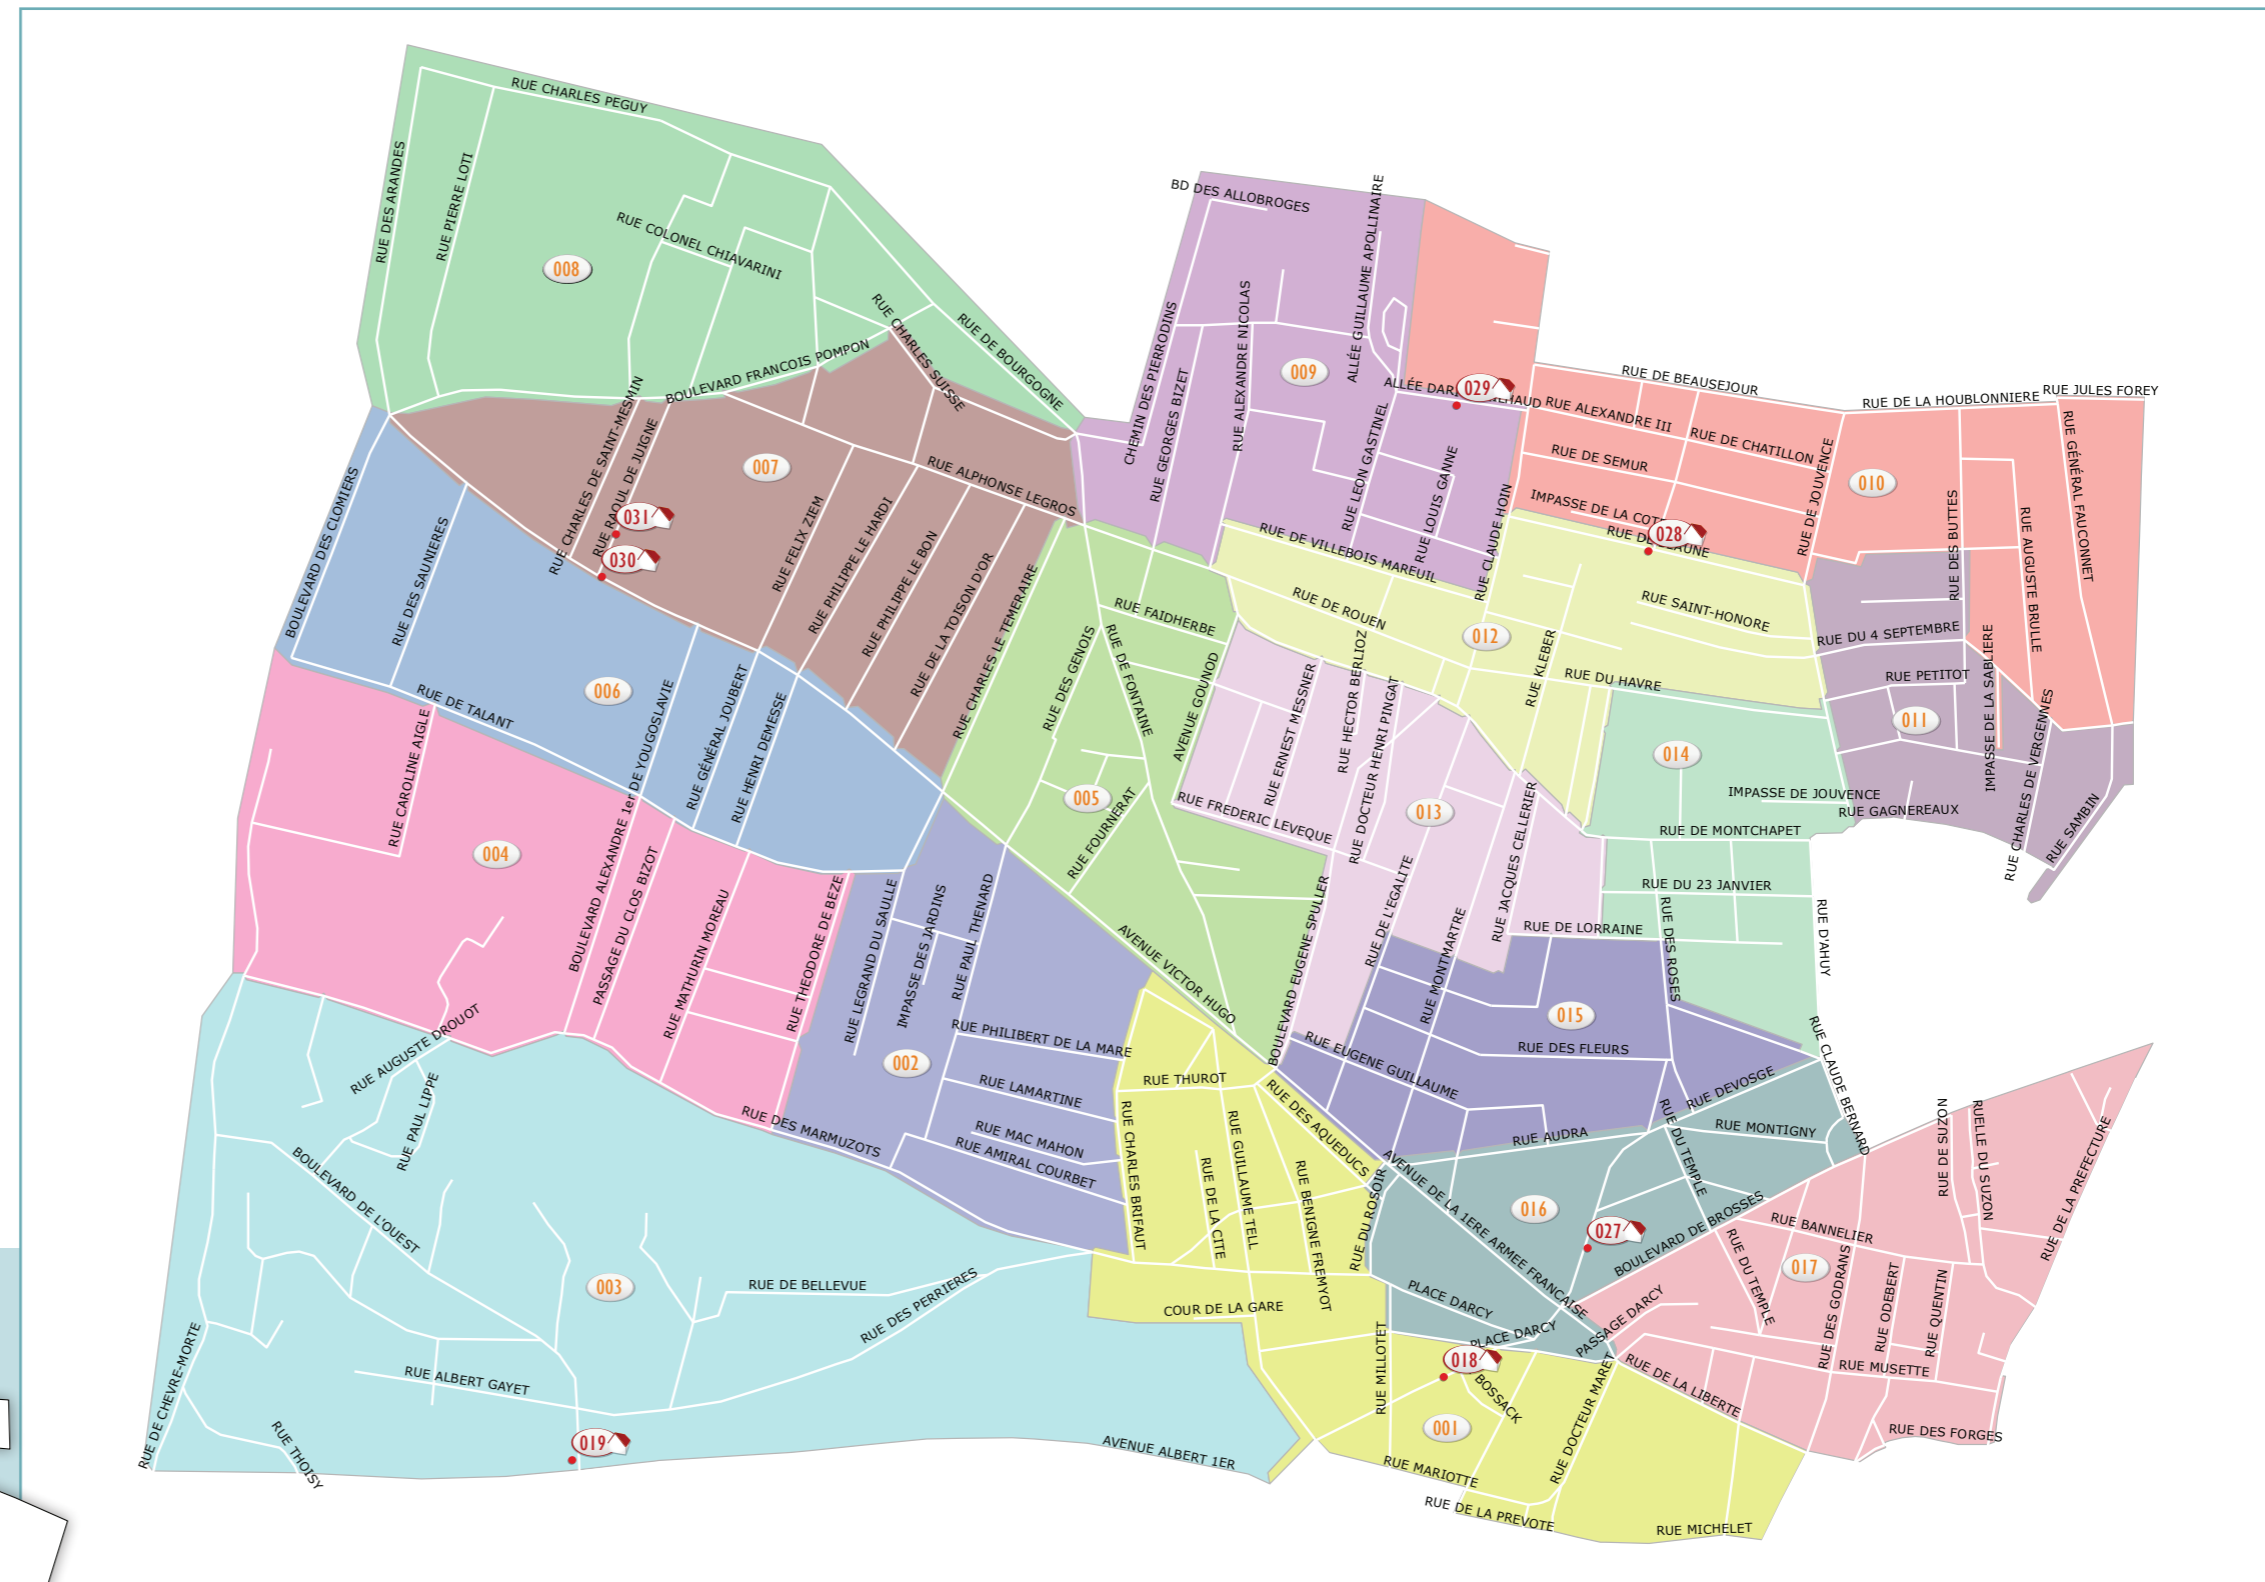 RUE CHARLES PEGUY
RUE DES ARANDES
RUE PIERRE LOTI
RUE COLONEL CHIAVARINI
008
RUE CHARLES SUISSE
RUE DE BOURGOGNE
BOULEVARD FRANCOIS POMPON
BD DES ALLOBROGES
ALLÉE GUILLAUME APOLLINAIRE
CHEMIN DES PIERRODINS
RUE GEORGES BIZET
RUE ALEXANDRE NICOLAS
009
029
RUE LEON GASTINEL
RUE LOUIS GANNE
RUE CLAUDE HOIN
RUE DE BEAUSEJOUR
RUE DE LA HOUBLONNIERE
RUE JULES FOREY
RUE ALEXANDRE III
RUE DE CHATILLON
RUE DE SEMUR
RUE DE JOUVENCE
010
028
RUE DES BUTTES
RUE AUGUSTE BRULLE
RUE GÉNÉRAL FAUCONNET
RUE CHARLES DE SAINT-MESMIN
RUE RAOUL DE JUIGNE
007
RUE ALPHONSE LEGROS
031
030
RUE FELIX ZIEM
RUE PHILIPPE LE HARDI
RUE PHILIPPE LE BON
RUE DE LA TOISON D'OR
RUE CHARLES LE TEMERAIRE
BOULEVARD DES CLOMIERS
RUE DES SAUNIERES
006
RUE DE TALANT
RUE GÉNÉRAL JOUBERT
RUE HENRI DEMESSE
BOULEVARD ALEXANDRE 1er DE YOUGOSLAVIE
RUE DE VILLEBOIS MAREUIL
RUE DE ROUEN
012
RUE KLEBER
RUE SAINT-HONORE
RUE DU HAVRE
RUE DU 4 SEPTEMBRE
RUE PETITOT
011
IMPASSE DE LA SABLIERE
RUE CHARLES DE VERGENNES
RUE SAMBIN
RUE GAGNEREAUX
RUE FAIDHERBE
RUE DES GENOIS
RUE DE FONTAINE
AVENUE GOUNOD
005
RUE FOURNERAT
RUE ERNEST MESSNER
RUE HECTOR BERLIOZ
RUE DOCTEUR HENRI PINGAT
RUE FREDERIC LEVEQUE
013
RUE DE L'EGALITE
RUE JACQUES CELLERIER
RUE MONTMARTRE
BOULEVARD EUGENE SPULLER
014
IMPASSE DE JOUVENCE
RUE DE MONTCHAPET
RUE DU 23 JANVIER
RUE DE LORRAINE
RUE DES ROSES
RUE D'AHUY
RUE CAROLINE AIGLE
004
PASSAGE DU CLOS BIZOT
RUE MATHURIN MOREAU
RUE THEODORE DE BEZE
RUE LEGRAND DU SAULLE
IMPASSE DES JARDINS
RUE PAUL THENARD
AVENUE VICTOR HUGO
002
RUE PHILIBERT DE LA MARE
RUE LAMARTINE
RUE MAC MAHON
RUE AMIRAL COURBET
RUE DES MARMUZOTS
015
RUE DES FLEURS
RUE EUGENE GUILLAUME
RUE DEVOSGE
RUE AUDRA
RUE CLAUDE BERNARD
RUE AUGUSTE DROUOT
RUE PAUL LIPPE
BOULEVARD DE L'OUEST
003
RUE DE BELLEVUE
RUE DES PERRIERES
RUE ALBERT GAYET
RUE DE CHEVRE-MORTE
RUE THOISY
019
AVENUE ALBERT 1ER
RUE THUROT
RUE DES AQUEDUCS
RUE CHARLES BRIFAUT
RUE DE LA CITE
RUE GUILLAUME TELL
RUE BENIGNE FREMYOT
COUR DE LA GARE
RUE DU ROSOIR
AVENUE DE LA 1ERE ARMEE FRANCAISE
016
RUE DU TEMPLE
RUE MONTIGNY
027
BOULEVARD DE BROSSES
PLACE DARCY
PLACE DARCY
PASSAGE DARCY
018
BOSSACK
001
RUE MILLOTET
RUE DOCTEUR MARET
RUE MARIOTTE
RUE DE LA PREVOTE
RUE MICHELET
RUE DE LA LIBERTE
RUE BANNELIER
RUE DU TEMPLE
017
RUE DES GODRANS
RUE ODEBERT
RUE QUENTIN
RUE MUSETTE
RUE DES FORGES
RUE DE SUZON
RUELLE DU SUZON
RUE DE LA PREFECTURE